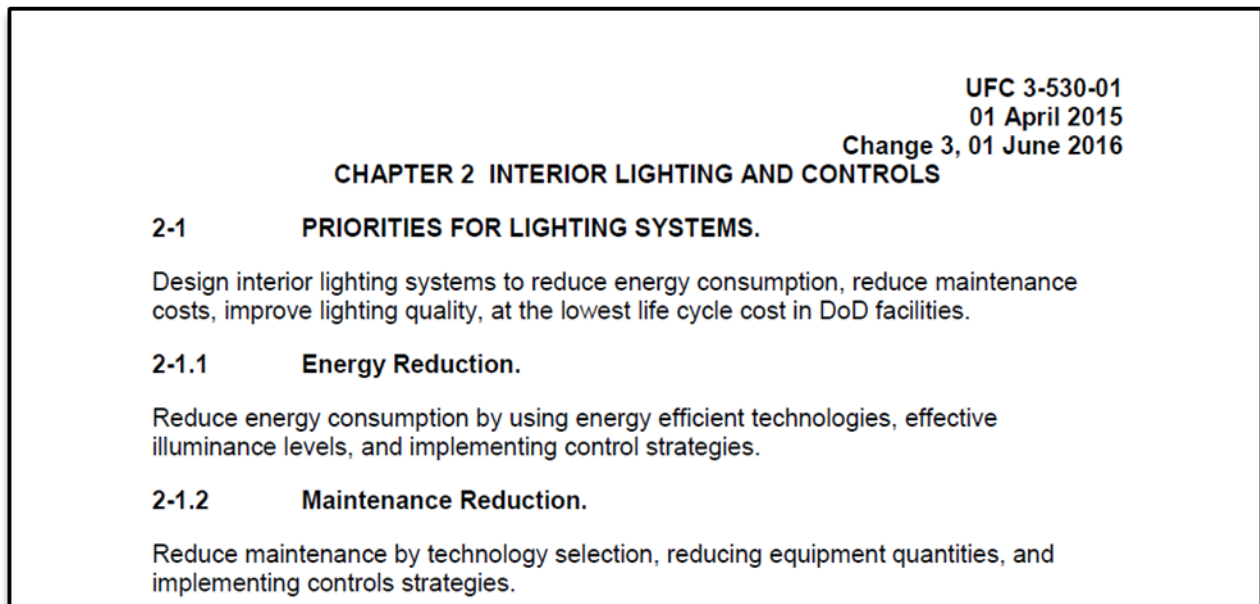 UFC 3-530-01
01 April 2015
Change 3, 01 June 2016
CHAPTER 2 INTERIOR LIGHTING AND CONTROLS
2-1 PRIORITIES FOR LIGHTING SYSTEMS.
Design interior lighting systems to reduce energy consumption, reduce maintenance
costs, improve lighting quality, at the lowest life cycle cost in DoD facilities.
2-1.1 Energy Reduction.
Reduce energy consumption by using energy efficient technologies, effective
illuminance levels, and implementing control strategies.
2-1.2 Maintenance Reduction.
Reduce maintenance by technology selection, reducing equipment quantities, and
implementing controls strategies.